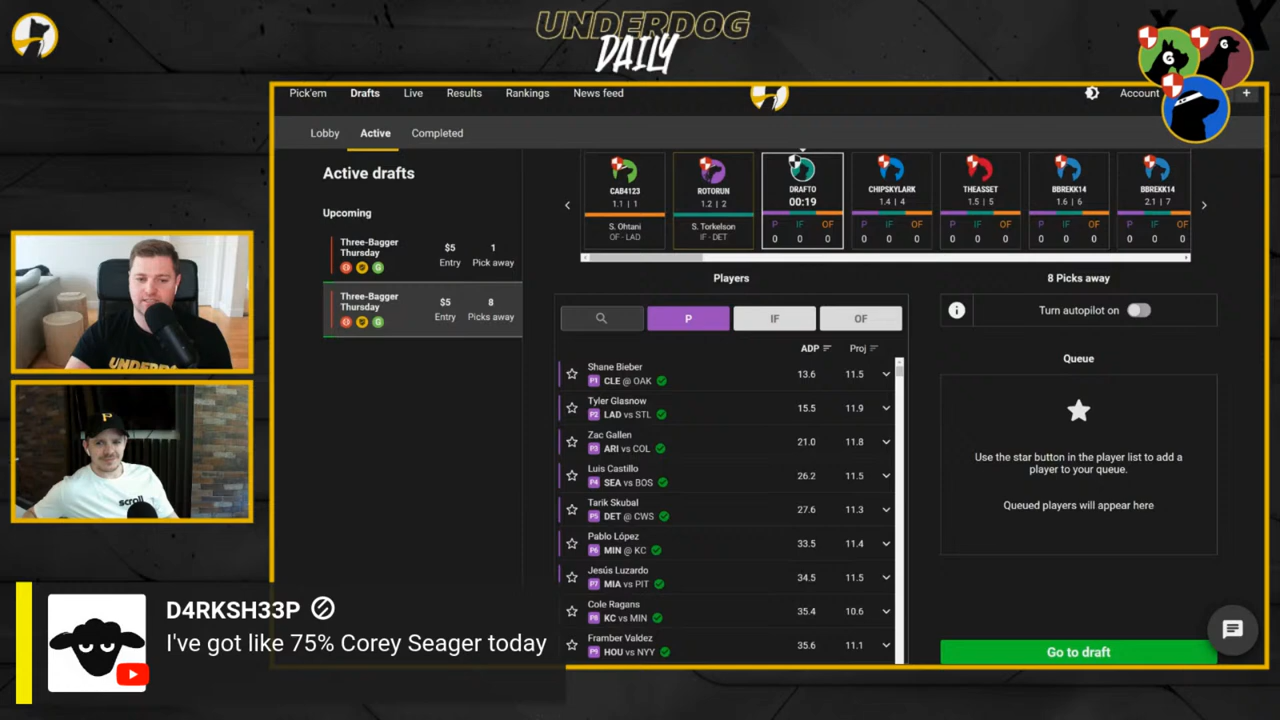 UNDERDOG
DAILY
Pick'em Drafts Live Results Rankings News feed Account +
Lobby Active Completed
Active drafts
Upcoming
Three-Bagger Thursday $5 Entry 1 Pick away
Three-Bagger Thursday $5 Entry 8 Picks away
CAB4123
1.1 | 1
S. Ohtani
OF - LAD
ROTORUN
1.2 | 2
S. Torkelson
IF - DET
DRAFTO
00:19
P IF OF
0 0 0
CHIPSKYLARK
1.4 | 4
P IF OF
0 0 0
THEASSET
1.5 | 5
P IF OF
0 0 0
BBREKK14
1.6 | 6
P IF OF
0 0 0
BBREKK14
2.1 | 7
P IF OF
0 0 0
Players
P IF OF
ADP Proj
Shane Bieber
P1 CLE @ OAK 13.6 11.5
Tyler Glasnow
P2 LAD vs STL 15.5 11.9
Zac Gallen
P3 ARI vs COL 21.0 11.8
Luis Castillo
P4 SEA vs BOS 26.2 11.5
Tarik Skubal
P5 DET @ CWS 27.6 11.3
Pablo López
P6 MIN @ KC 33.5 11.4
Jesús Luzardo
P7 MIA vs PIT 34.5 11.5
Cole Ragans
P8 KC vs MIN 35.4 10.6
Framber Valdez
P9 HOU vs NYY 35.6 11.1
8 Picks away
Turn autopilot on
Queue
Use the star button in the player list to add a
player to your queue.
Queued players will appear here
Go to draft
UNDERDOG
P
scroll
D4RKSH33P
I've got like 75% Corey Seager today